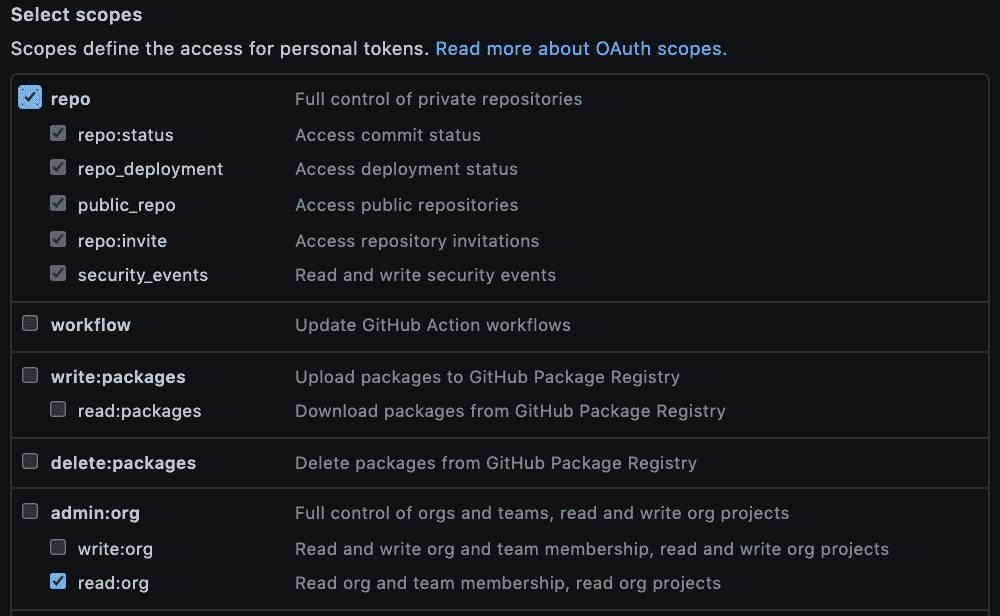 Select scopes
Scopes define the access for personal tokens. Read more about OAuth scopes.
repo Full control of private repositories
repo:status Access commit status
repo_deployment Access deployment status
public_repo Access public repositories
repo:invite Access repository invitations
security_events Read and write security events
workflow Update GitHub Action workflows
write:packages Upload packages to GitHub Package Registry
read:packages Download packages from GitHub Package Registry
delete:packages Delete packages from GitHub Package Registry
admin:org Full control of orgs and teams, read and write org projects
write:org Read and write org and team membership, read and write org projects
read:org Read org and team membership, read org projects